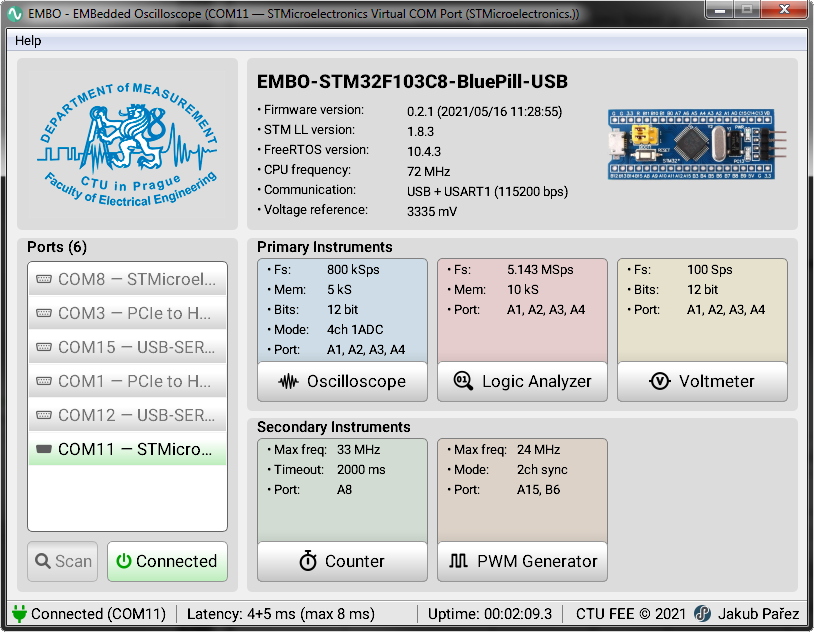 EMBO - EMBedded Oscilloscope (COM11 — STMicroelectronics Virtual COM Port (STMicroelectronics.))
Help
DEPARTMENT of MEASUREMENT
CTU in Prague
Faculty of Electrical Engineering
EMBO-STM32F103C8-BluePill-USB
• Firmware version: 0.2.1 (2021/05/16 11:28:55)
• STM LL version: 1.8.3
• FreeRTOS version: 10.4.3
• CPU frequency: 72 MHz
• Communication: USB + USART1 (115200 bps)
• Voltage reference: 3335 mV
Ports (6)
COM8 — STMicroel...
COM3 — PCIe to H...
COM15 — USB-SER...
COM1 — PCIe to H...
COM12 — USB-SER...
COM11 — STMicro...
Scan
Connected
Primary Instruments
• Fs: 800 kSps
• Mem: 5 kS
• Bits: 12 bit
• Mode: 4ch 1ADC
• Port: A1, A2, A3, A4
Oscilloscope
• Fs: 5.143 MSps
• Mem: 10 kS
• Port: A1, A2, A3, A4
Logic Analyzer
• Fs: 100 Sps
• Bits: 12 bit
• Port: A1, A2, A3, A4
Voltmeter
Secondary Instruments
• Max freq: 33 MHz
• Timeout: 2000 ms
• Port: A8
Counter
• Max freq: 24 MHz
• Mode: 2ch sync
• Port: A15, B6
PWM Generator
Connected (COM11)
Latency: 4+5 ms (max 8 ms)
Uptime: 00:02:09.3
CTU FEE © 2021
Jakub Pařez